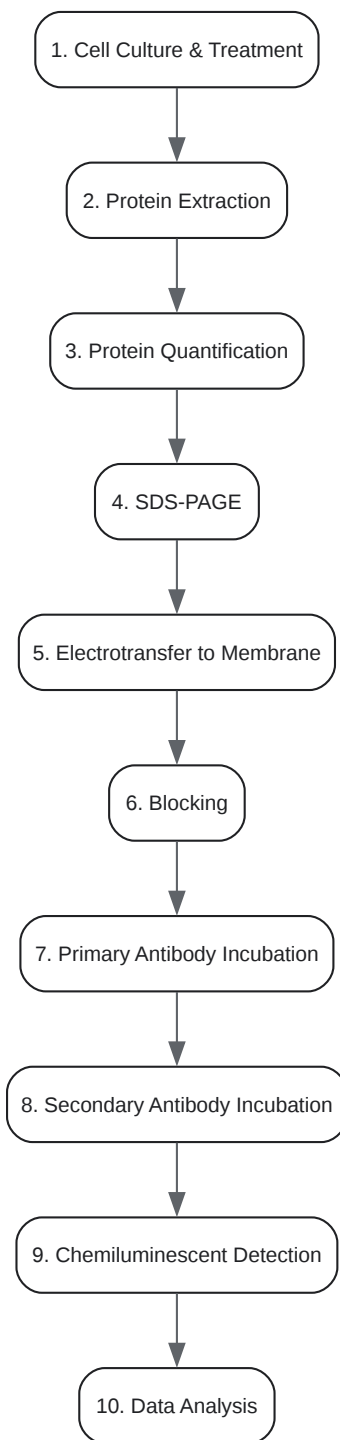 1. Cell Culture & Treatment
2. Protein Extraction
3. Protein Quantification
4. SDS-PAGE
5. Electrotransfer to Membrane
6. Blocking
7. Primary Antibody Incubation
8. Secondary Antibody Incubation
9. Chemiluminescent Detection
10. Data Analysis